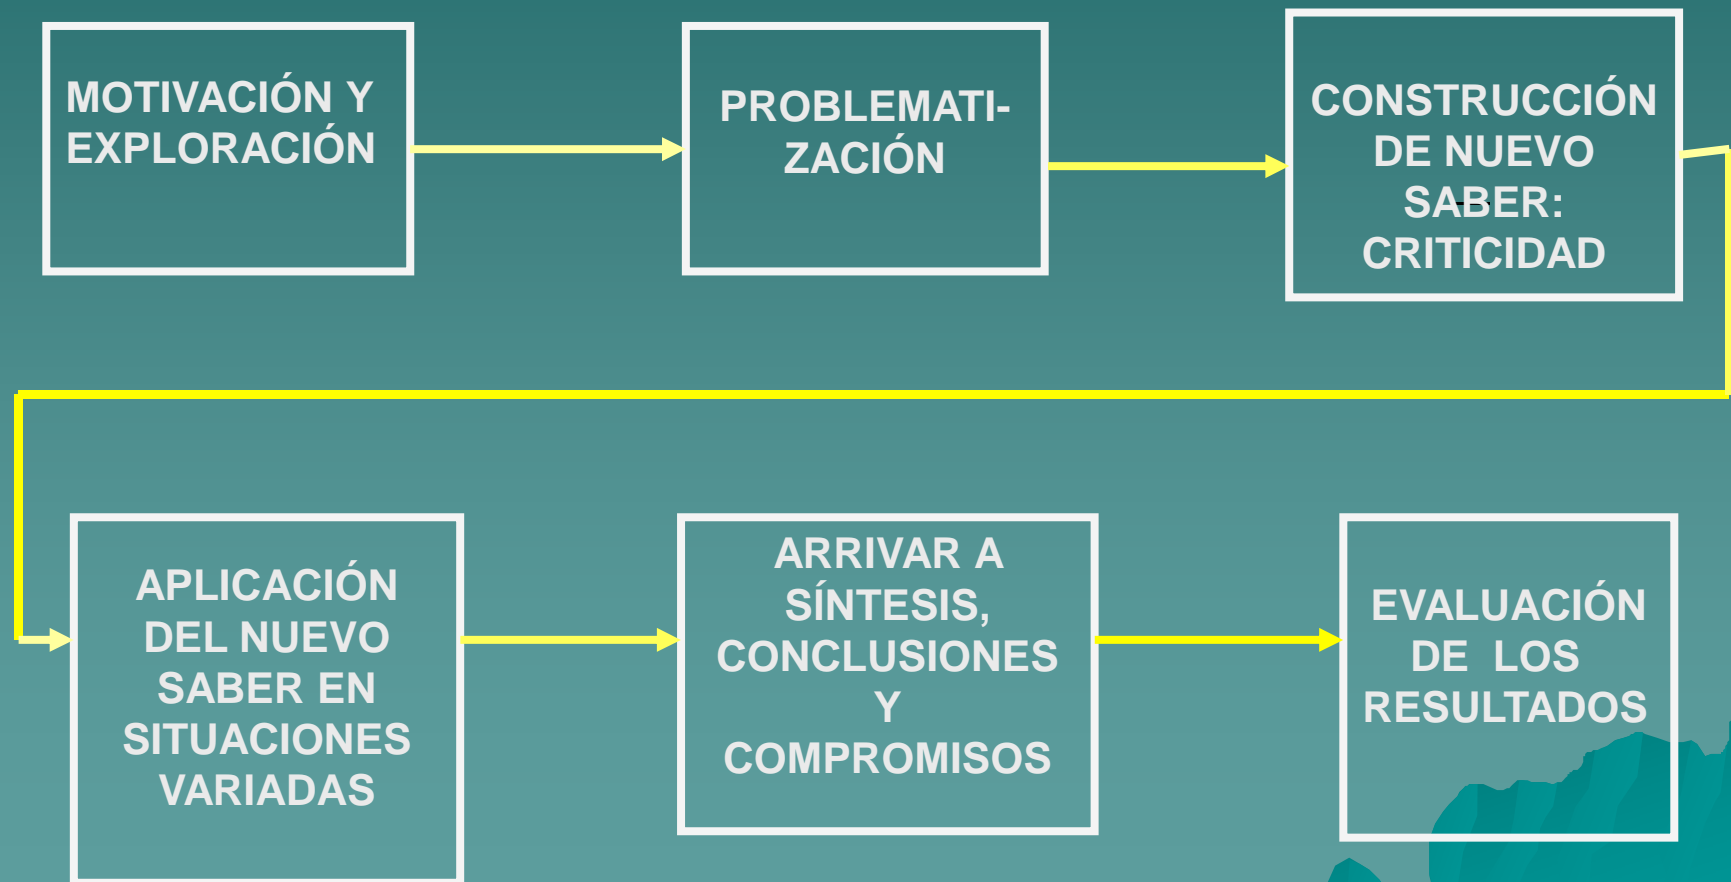 MOTIVACIÓN Y
EXPLORACIÓN
PROBLEMATI-
ZACIÓN
CONSTRUCCIÓN
DE NUEVO
SABER:
CRITICIDAD
APLICACIÓN
DEL NUEVO
SABER EN
SITUACIONES
VARIADAS
ARRIVAR A
SÍNTESIS,
CONCLUSIONES
Y
COMPROMISOS
EVALUACIÓN
DE LOS
RESULTADOS